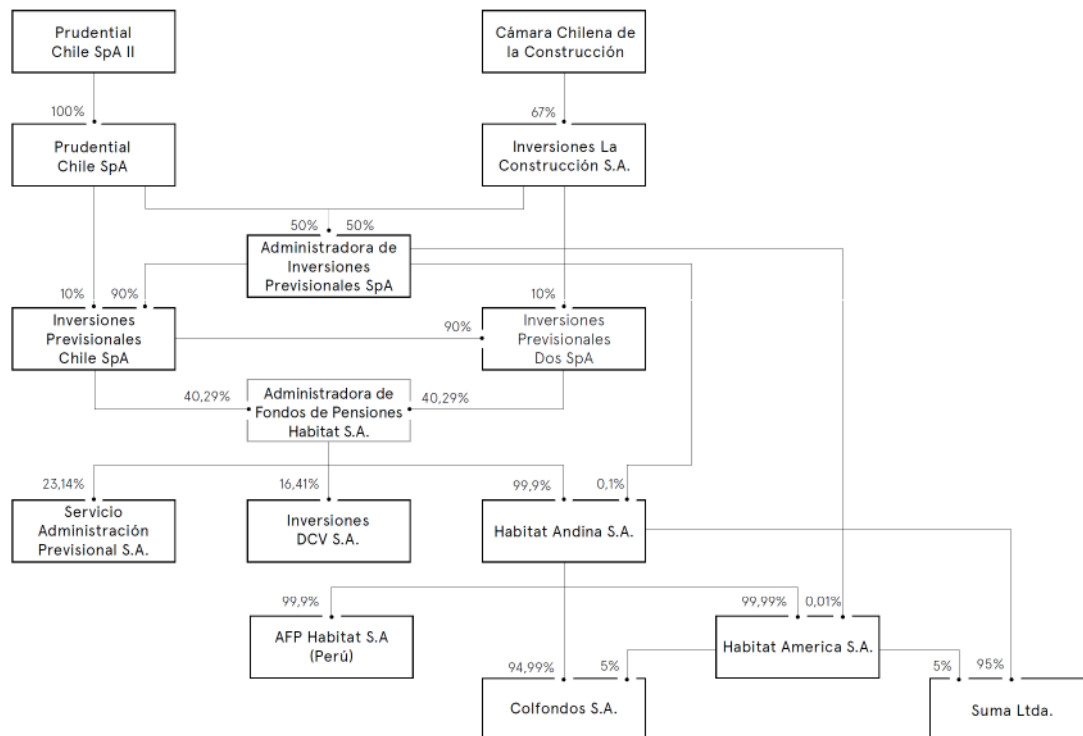 Prudential
Chile SpA II
Cámara Chilena de
la Construcción
100%
67%
Prudential
Chile SpA
Inversiones La
Construcción S.A.
50%
50%
Administradora de
Inversiones
Previsionales SpA
10%
90%
10%
Inversiones
Previsionales
Chile SpA
90%
Inversiones
Previsionales
Dos SpA
40,29%
Administradora de
Fondos de Pensiones
Habitat S.A.
40,29%
23,14%
16,41%
99,9%
0,1%
Servicio
Administración
Previsional S.A.
Inversiones
DCV S.A.
Habitat Andina S.A.
99,9%
99,99%
0,01%
AFP Habitat S.A
(Perú)
Habitat America S.A.
94,99%
5%
5%
95%
Colfondos S.A.
Suma Ltda.